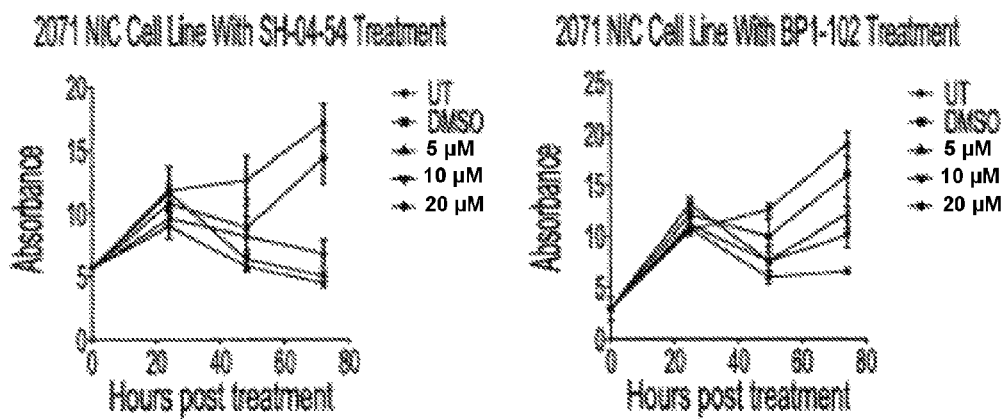 2071 NIC Cell Line With SH-04-54 Treatment
20
15
10
5
0
Absorbance
0 20 40 60 80
Hours post treatment
UT
DMSO
5 µM
10 µM
20 µM
2071 NIC Cell Line With BP1-102 Treatment
25
20
15
10
5
0
Absorbance
0 20 40 60 80
Hours post treatment
UT
DMSO
5 µM
10 µM
20 µM